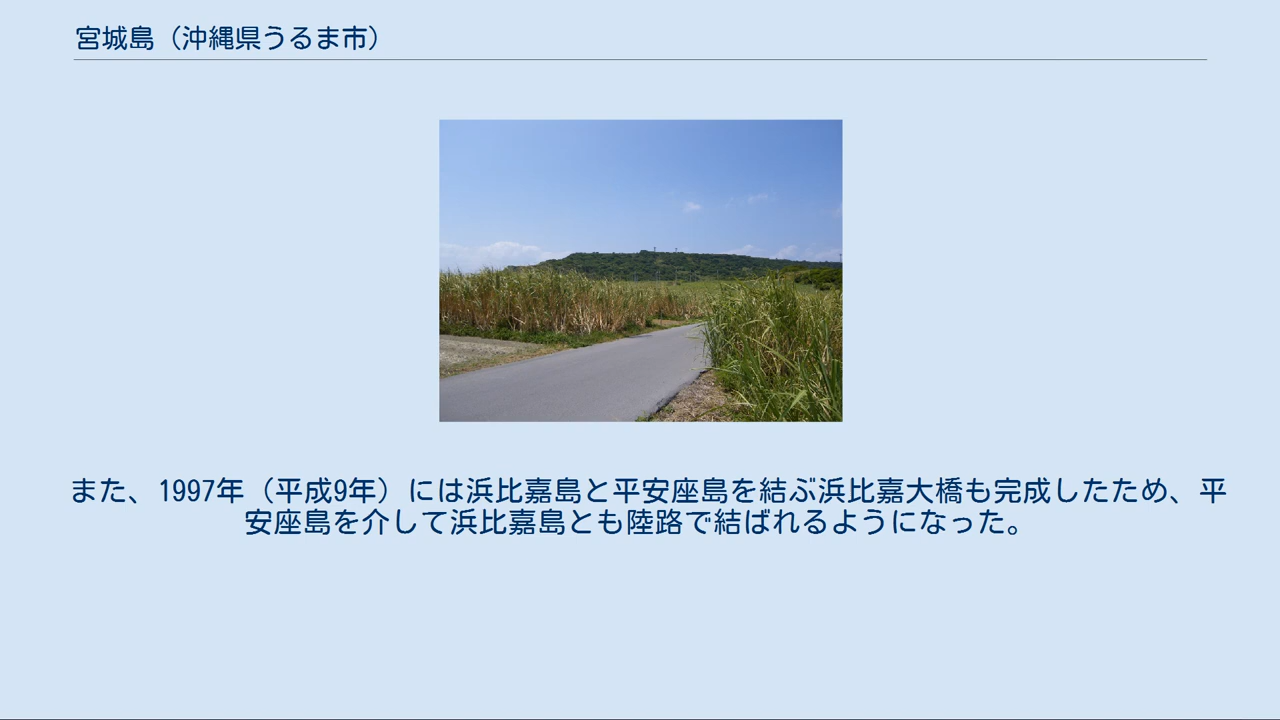 宮城島（沖縄県うるま市）
また、1997年（平成9年）には浜比嘉島と平安座島を結ぶ浜比嘉大橋も完成したため、平
安座島を介して浜比嘉島とも陸路で結ばれるようになった。